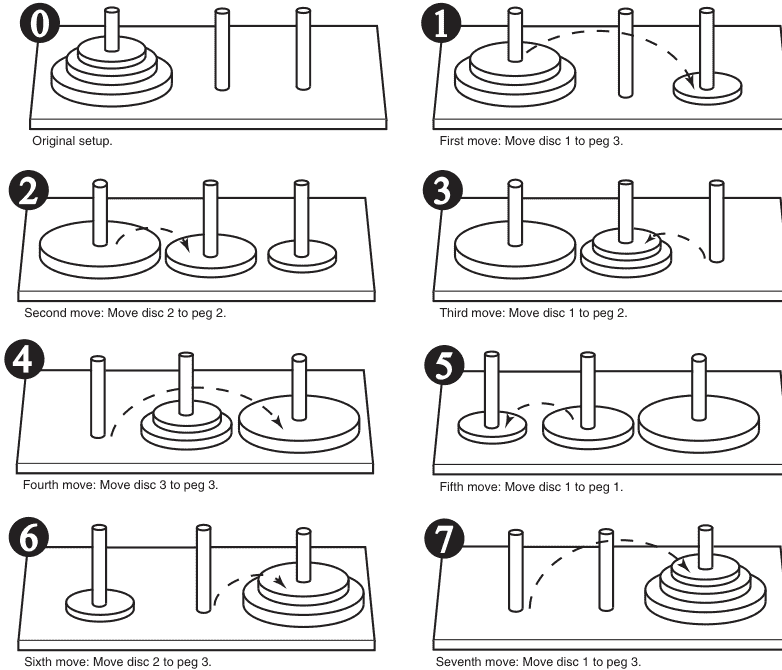 0
Original setup.
1
First move: Move disc 1 to peg 3.
2
Second move: Move disc 2 to peg 2.
3
Third move: Move disc 1 to peg 2.
4
Fourth move: Move disc 3 to peg 3.
5
Fifth move: Move disc 1 to peg 1.
6
Sixth move: Move disc 2 to peg 3.
7
Seventh move: Move disc 1 to peg 3.